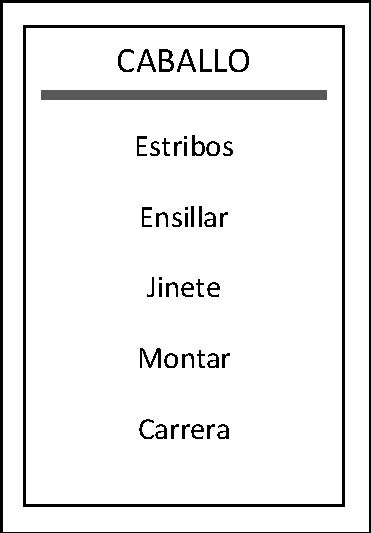 CABALLO
Estribos
Ensillar
Jinete
Montar
Carrera